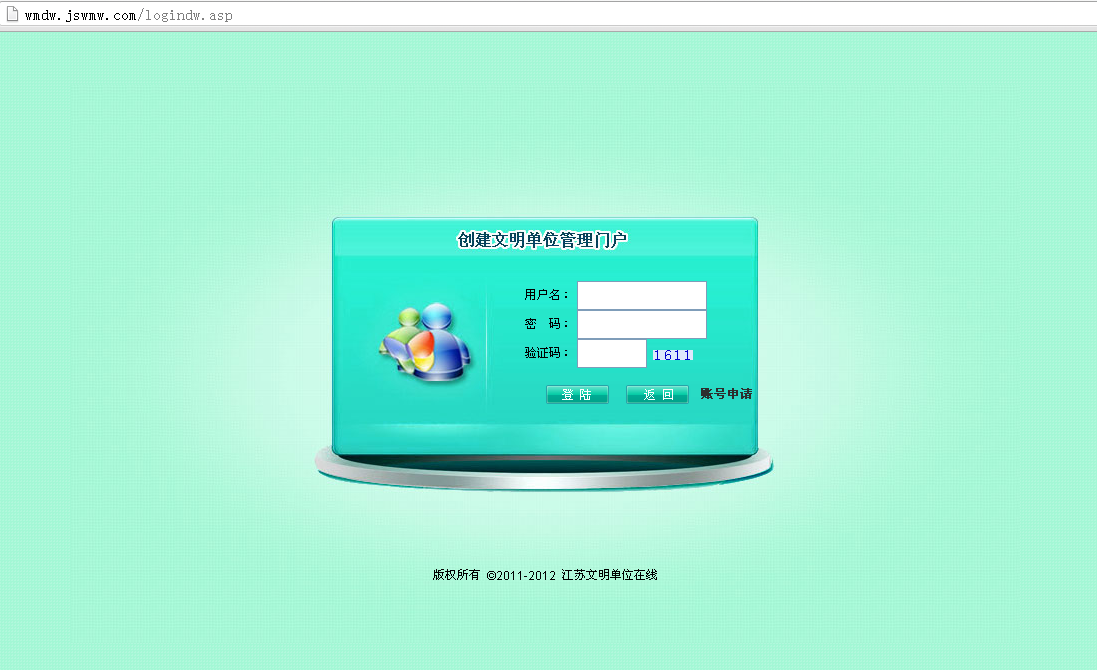 wmdw.jswmw.com/logindw.asp
创建文明单位管理门户
用户名：
密 码：
验证码： 1611
登 陆 返 回 账号申请
版权所有 ©2011-2012 江苏文明单位在线